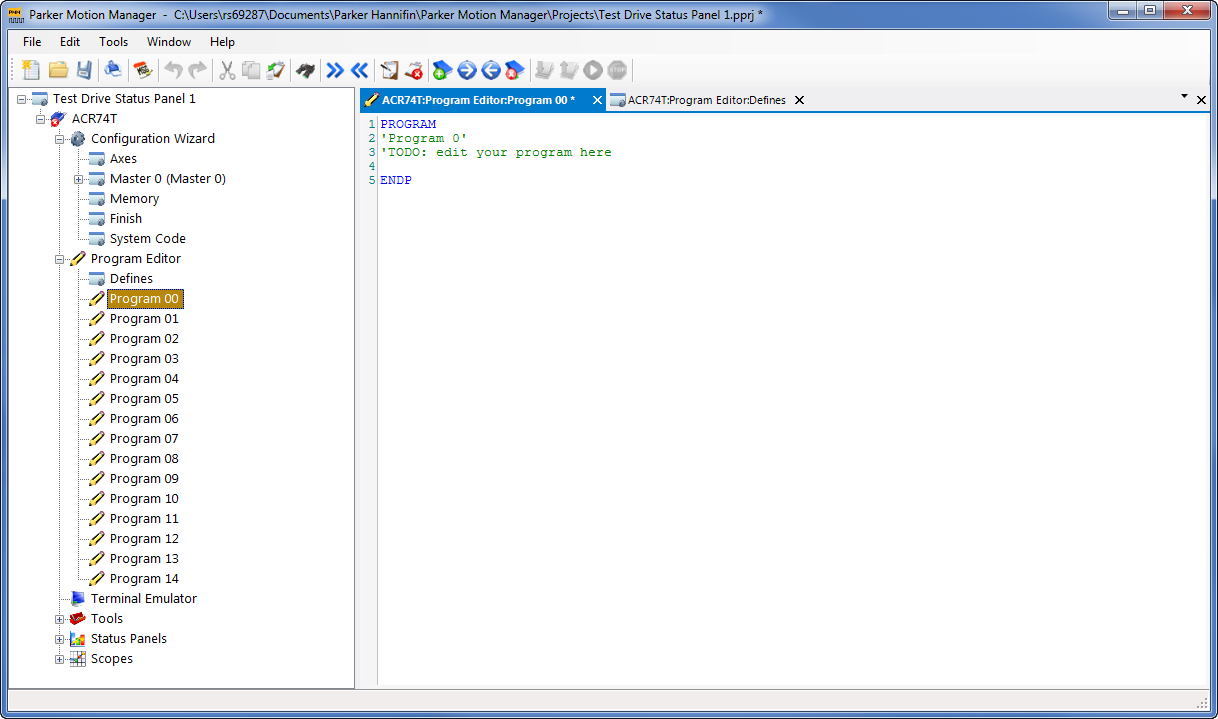 Parker Motion Manager - C:\Users\rs69287\Documents\Parker Hannifin\Parker Motion Manager\Projects\Test Drive Status Panel 1.pprj *
File Edit Tools Window Help
Test Drive Status Panel 1
ACR74T
Configuration Wizard
Axes
Master 0 (Master 0)
Memory
Finish
System Code
Program Editor
Defines
Program 00
Program 01
Program 02
Program 03
Program 04
Program 05
Program 06
Program 07
Program 08
Program 09
Program 10
Program 11
Program 12
Program 13
Program 14
Terminal Emulator
Tools
Status Panels
Scopes
ACR74T:Program Editor:Program 00 * ACR74T:Program Editor:Defines
1 PROGRAM
2 'Program 0'
3 'TODO: edit your program here
4
5 ENDP